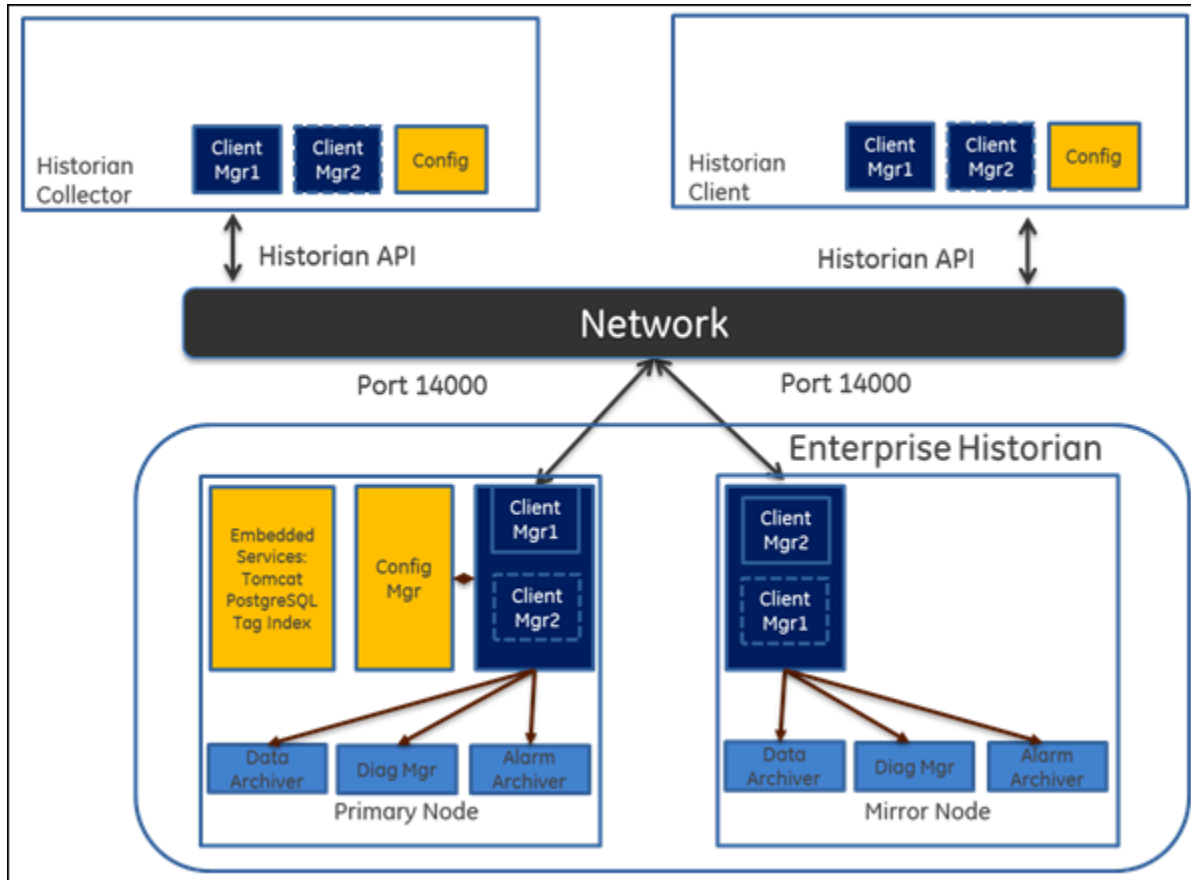 Historian
Collector
Client
Mgr1
Client
Mgr2
Config
Historian
Client
Client
Mgr1
Client
Mgr2
Config
Historian API
Historian API
Network
Port 14000
Port 14000
Enterprise Historian
Embedded
Services:
Tomcat
PostgreSQL
Tag Index
Config
Mgr
Client
Mgr1
Client
Mgr2
Client
Mgr2
Client
Mgr1
Data
Archiver
Diag Mgr
Alarm
Archiver
Primary Node
Data
Archiver
Diag Mgr
Alarm
Archiver
Mirror Node